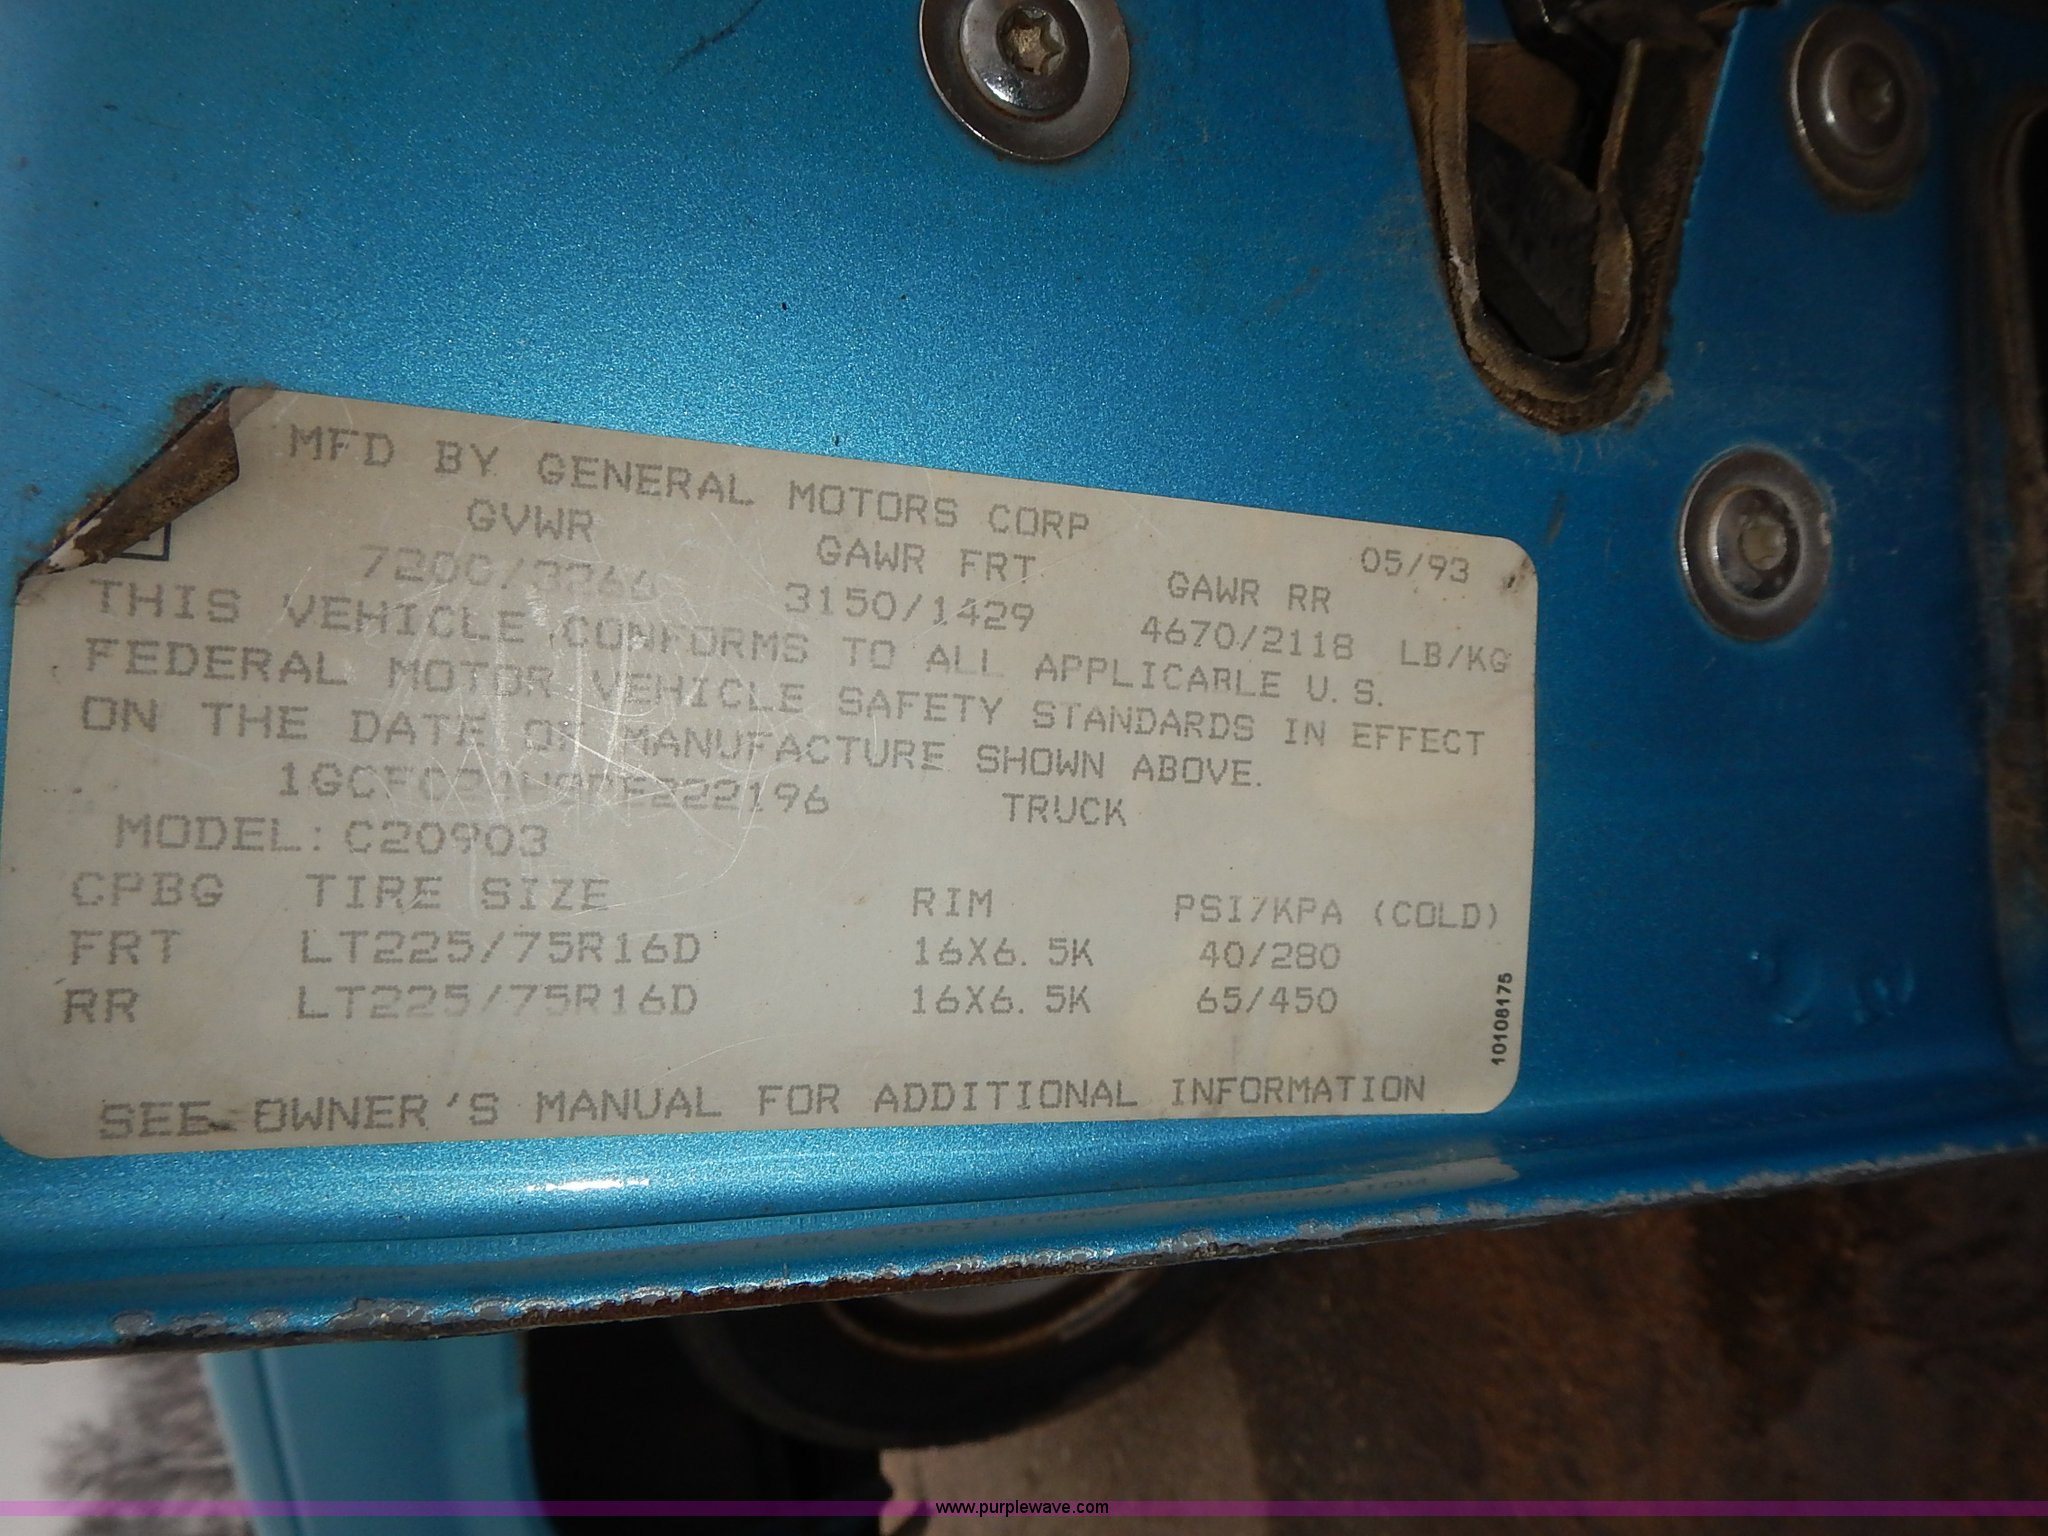 MFD BY GENERAL MOTORS CORP 05/93
GVWR GAWR FRT GAWR RR
7200/3266 3150/1429 4670/2118 LB/KG
THIS VEHICLE CONFORMS TO ALL APPLICABLE U.S.
FEDERAL MOTOR VEHICLE SAFETY STANDARDS IN EFFECT
ON THE DATE OF MANUFACTURE SHOWN ABOVE.
TRUCK
MODEL: C20903
CPBG TIRE SIZE RIM PSI/KPA (COLD)
FRT LT225/75R16D 16X6.5K 40/280
RR LT225/75R16D 16X6.5K 65/450
SEE OWNER'S MANUAL FOR ADDITIONAL INFORMATION
10108175
www.purplewave.com